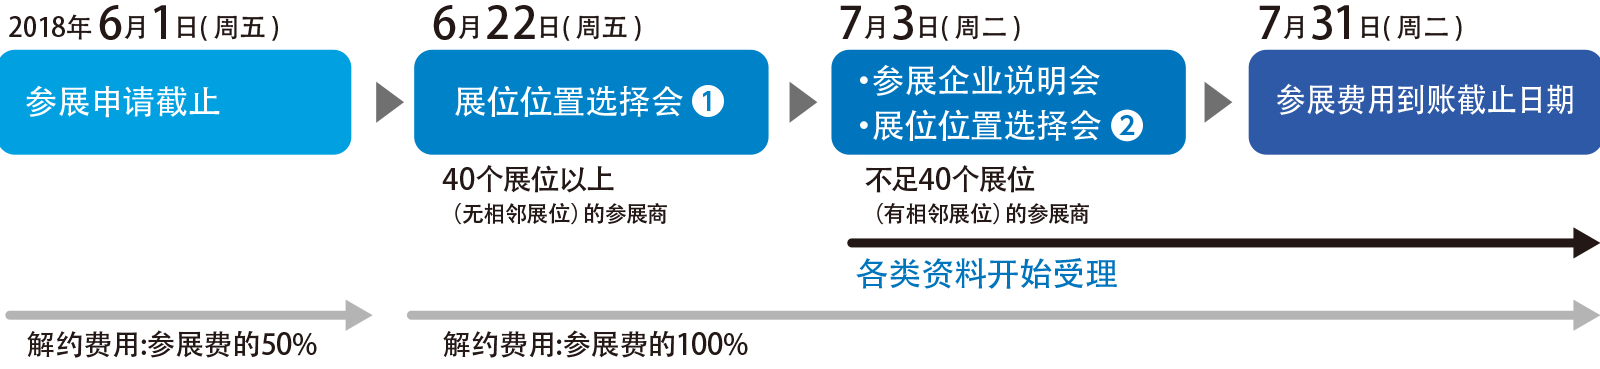 2018年 6月1日(周五)
6月22日(周五)
7月3日(周二)
7月31日(周二)
参展申请截止
展位位置选择会 1
・参展企业说明会
・展位位置选择会 2
参展费用到账截止日期
40个展位以上
（无相邻展位）的参展商
不足40个展位
（有相邻展位）的参展商
各类资料开始受理
解约费用:参展费的50%
解约费用:参展费的100%